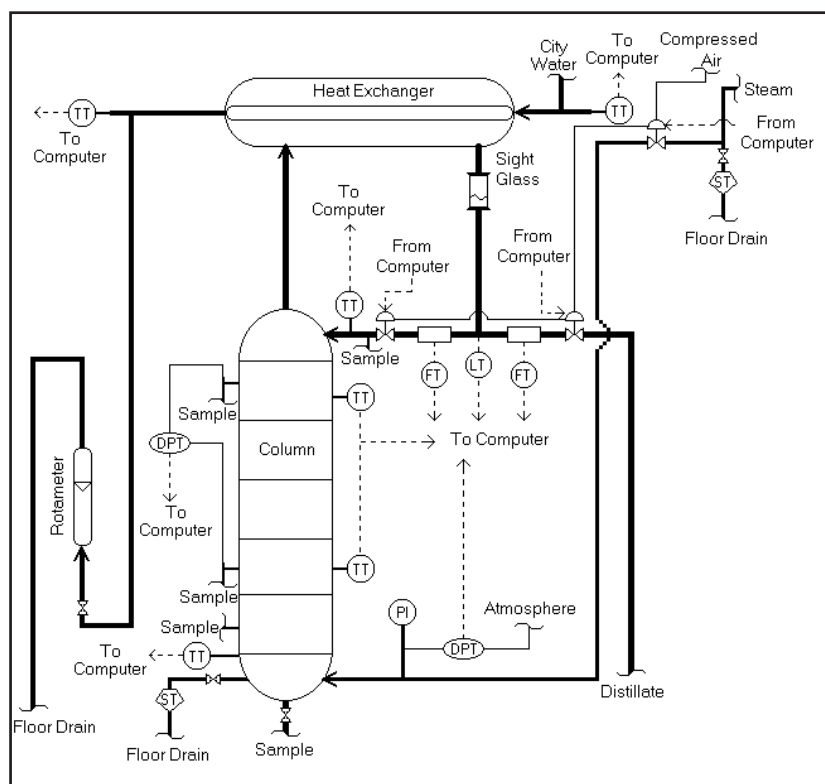 City
Water
To
Computer
Compressed
Air
Heat Exchanger
Steam
TT
To
Computer
TT
From
Computer
Sight
Glass
ST
Floor Drain
To
Computer
From
Computer
From
Computer
TT
Sample
FT
LT
FT
Sample
TT
DPT
Column
To Computer
Rotameter
To
Computer
TT
Sample
Sample
PI
Atmosphere
To
Computer
TT
DPT
ST
Distillate
Floor Drain
Floor Drain
Sample